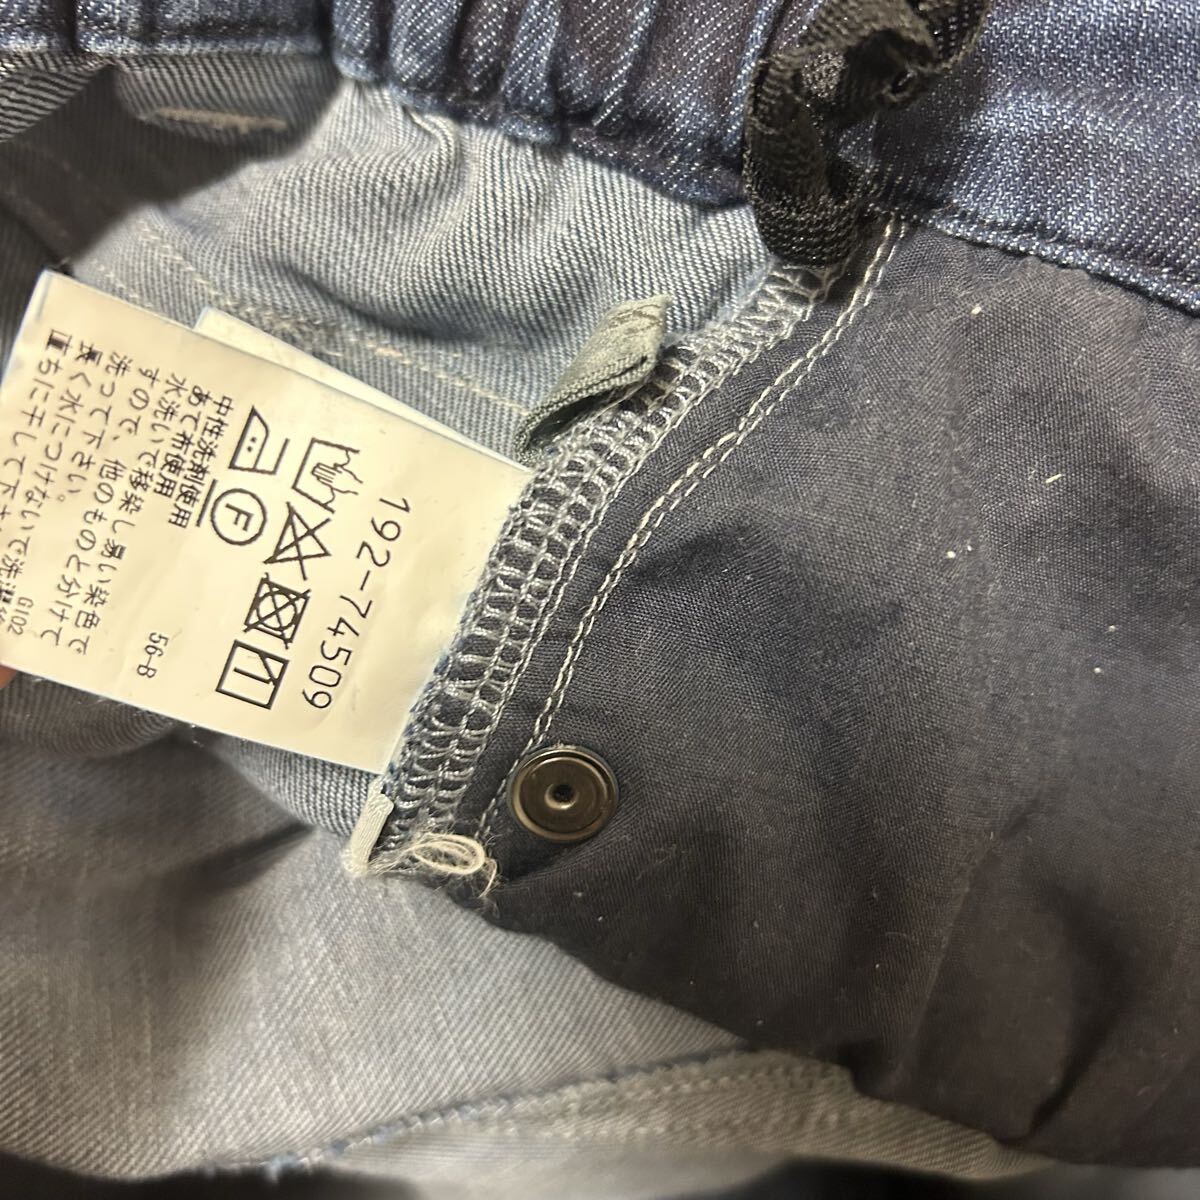 192-74509
F
中性洗剤使用
あて布使用
水洗いで移染し易い染色で
すので、他のものと分けて
洗って下さい。
長く水につけないで洗濯後
直ちに干して下さ
G102
56-B